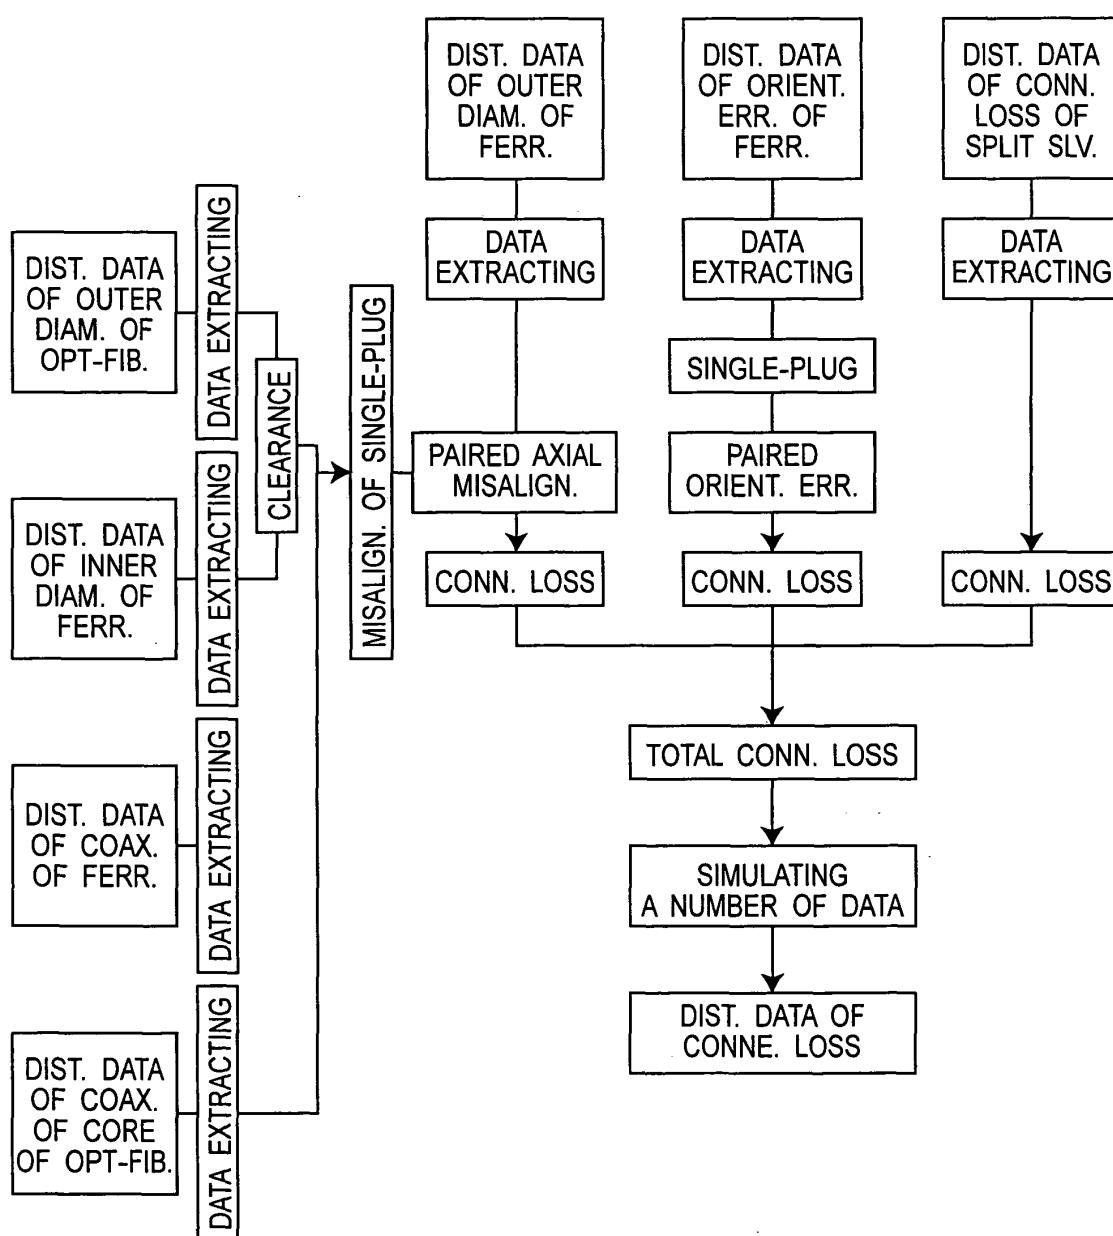 DIST. DATA
OF OUTER
DIAM. OF
FERR.
DIST. DATA
OF ORIENT.
ERR. OF
FERR.
DIST. DATA
OF CONN.
LOSS OF
SPLIT SLV.
DATA
EXTRACTING
DATA
EXTRACTING
DATA
EXTRACTING
DIST. DATA
OF OUTER
DIAM. OF
OPT-FIB.
DATA EXTRACTING
CLEARANCE
MISALIGN. OF SINGLE-PLUG
SINGLE-PLUG
PAIRED AXIAL
MISALIGN.
PAIRED
ORIENT. ERR.
DIST. DATA
OF INNER
DIAM. OF
FERR.
DATA EXTRACTING
CONN. LOSS
CONN. LOSS
CONN. LOSS
DIST. DATA
OF COAX.
OF FERR.
DATA EXTRACTING
TOTAL CONN. LOSS
SIMULATING
A NUMBER OF DATA
DIST. DATA OF
CONNE. LOSS
DIST. DATA
OF COAX.
OF CORE
OF OPT-FIB.
DATA EXTRACTING